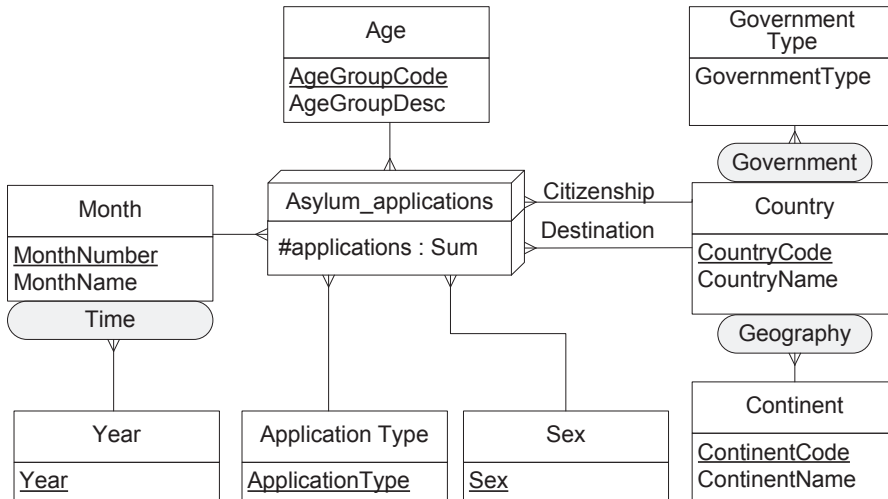 Age
AgeGroupCode
AgeGroupDesc
Government
Type
GovernmentType
Government
Month
MonthNumber
MonthName
Time
Asylum_applications
#applications : Sum
Citizenship
Destination
Country
CountryCode
CountryName
Geography
Year
Year
Application Type
ApplicationType
Sex
Sex
Continent
ContinentCode
ContinentName